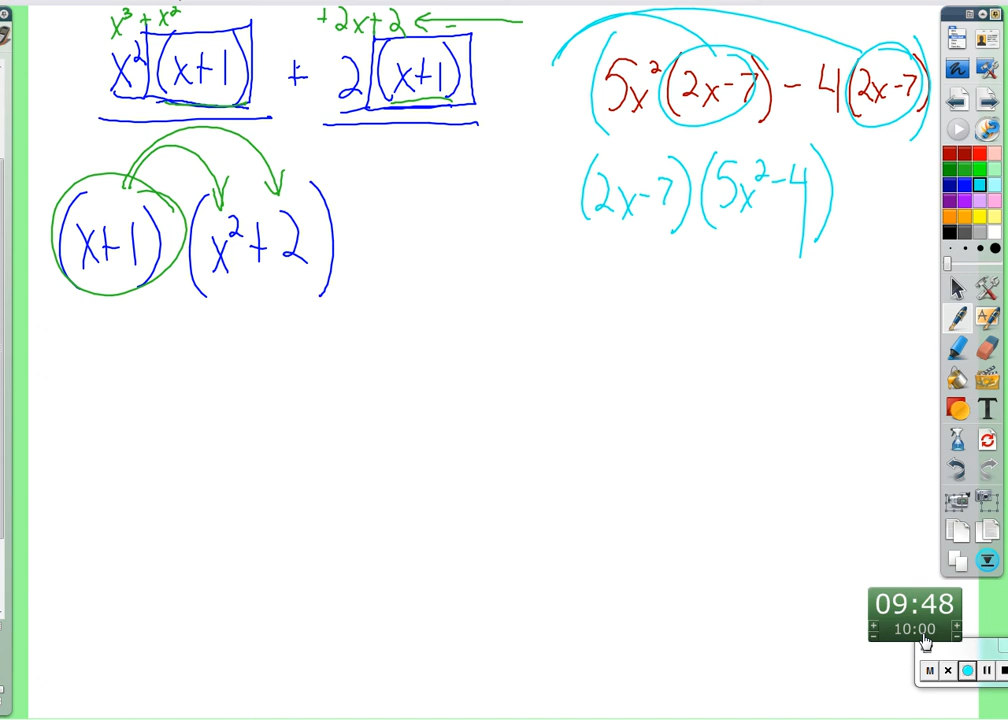 x³ + x² +2x+2
x²(x+1) + 2(x+1)
(x+1)(x²+2)
(5x²(2x-7) - 4(2x-7))
(2x-7)(5x²-4)
T
09:48
10:00
M